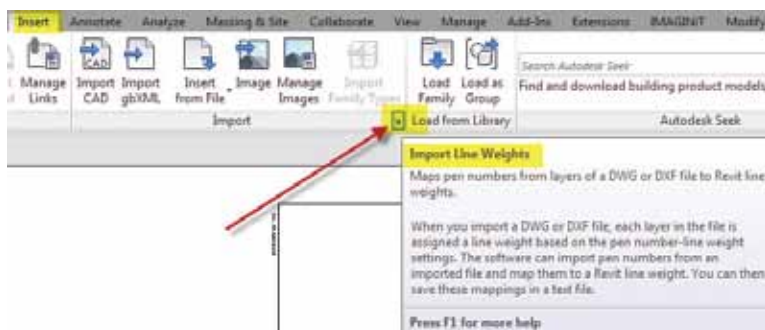 Insert Annotate Analyze Massing & Site Collaborate View Manage Add-Ins Extensions IMAGINiT Modify
Manage Links
Import CAD
Import gbXML
Insert from File
Image
Manage Images
Import Family Types
Load Family
Load as Group
Search Autodesk Seek
Find and download building product models
Import
Load from Library
Autodesk Seek
Import Line Weights
Maps pen numbers from layers of a DWG or DXF file to Revit line
weights.
When you import a DWG or DXF file, each layer in the file is
assigned a line weight based on the pen number-line weight
settings. The software can import pen numbers from an
imported file and map them to a Revit line weight. You can then
save these mappings in a text file.
Press F1 for more help